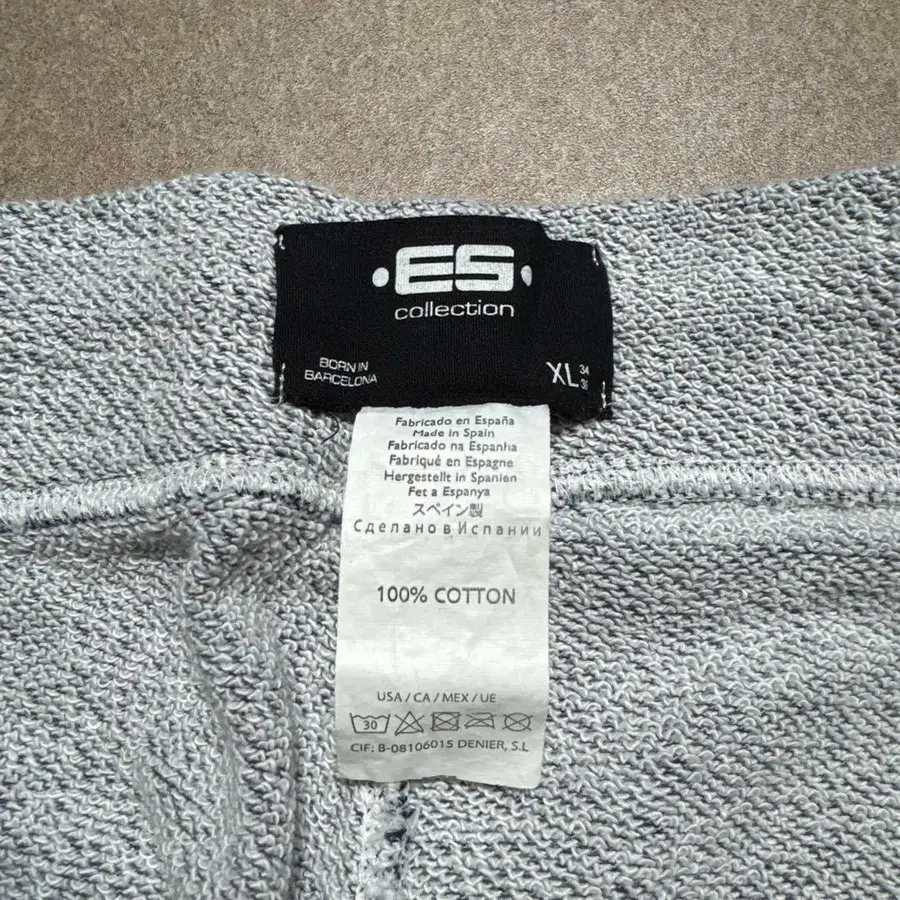 ES
collection
BORN IN
BARCELONA
XL 34
36
Fabricado en España
Made in Spain
Fabricado na Espanha
Fabriqué en Espagne
Hergestellt in Spanien
Fet a Espanya
スペイン製
Сделано в Испании
100% COTTON
USA / CA / MEX / UE
30
CIF: B-08106015 DENIER, S.L